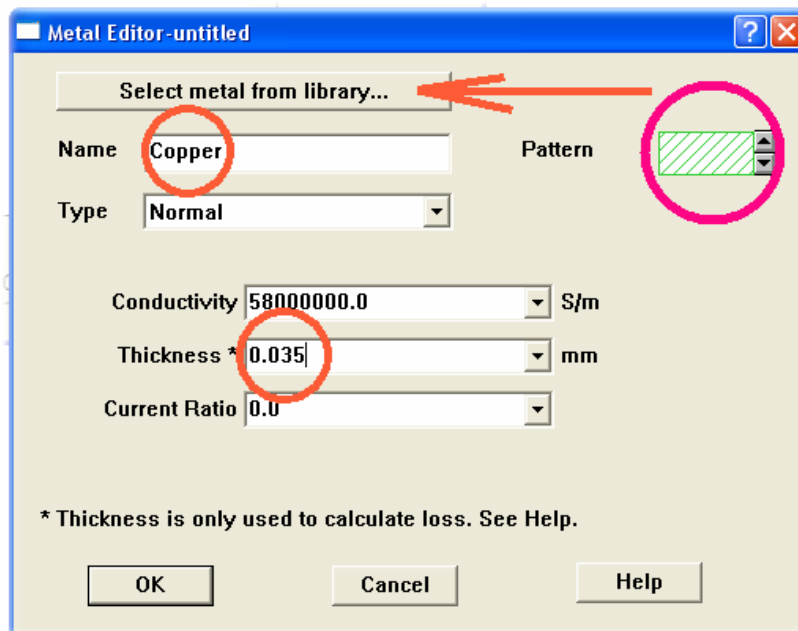 Metal Editor-untitled
Select metal from library...
Name Copper Pattern
Type Normal
Conductivity 58000000.0 S/m
Thickness * 0.035 mm
Current Ratio 0.0
* Thickness is only used to calculate loss. See Help.
OK Cancel Help